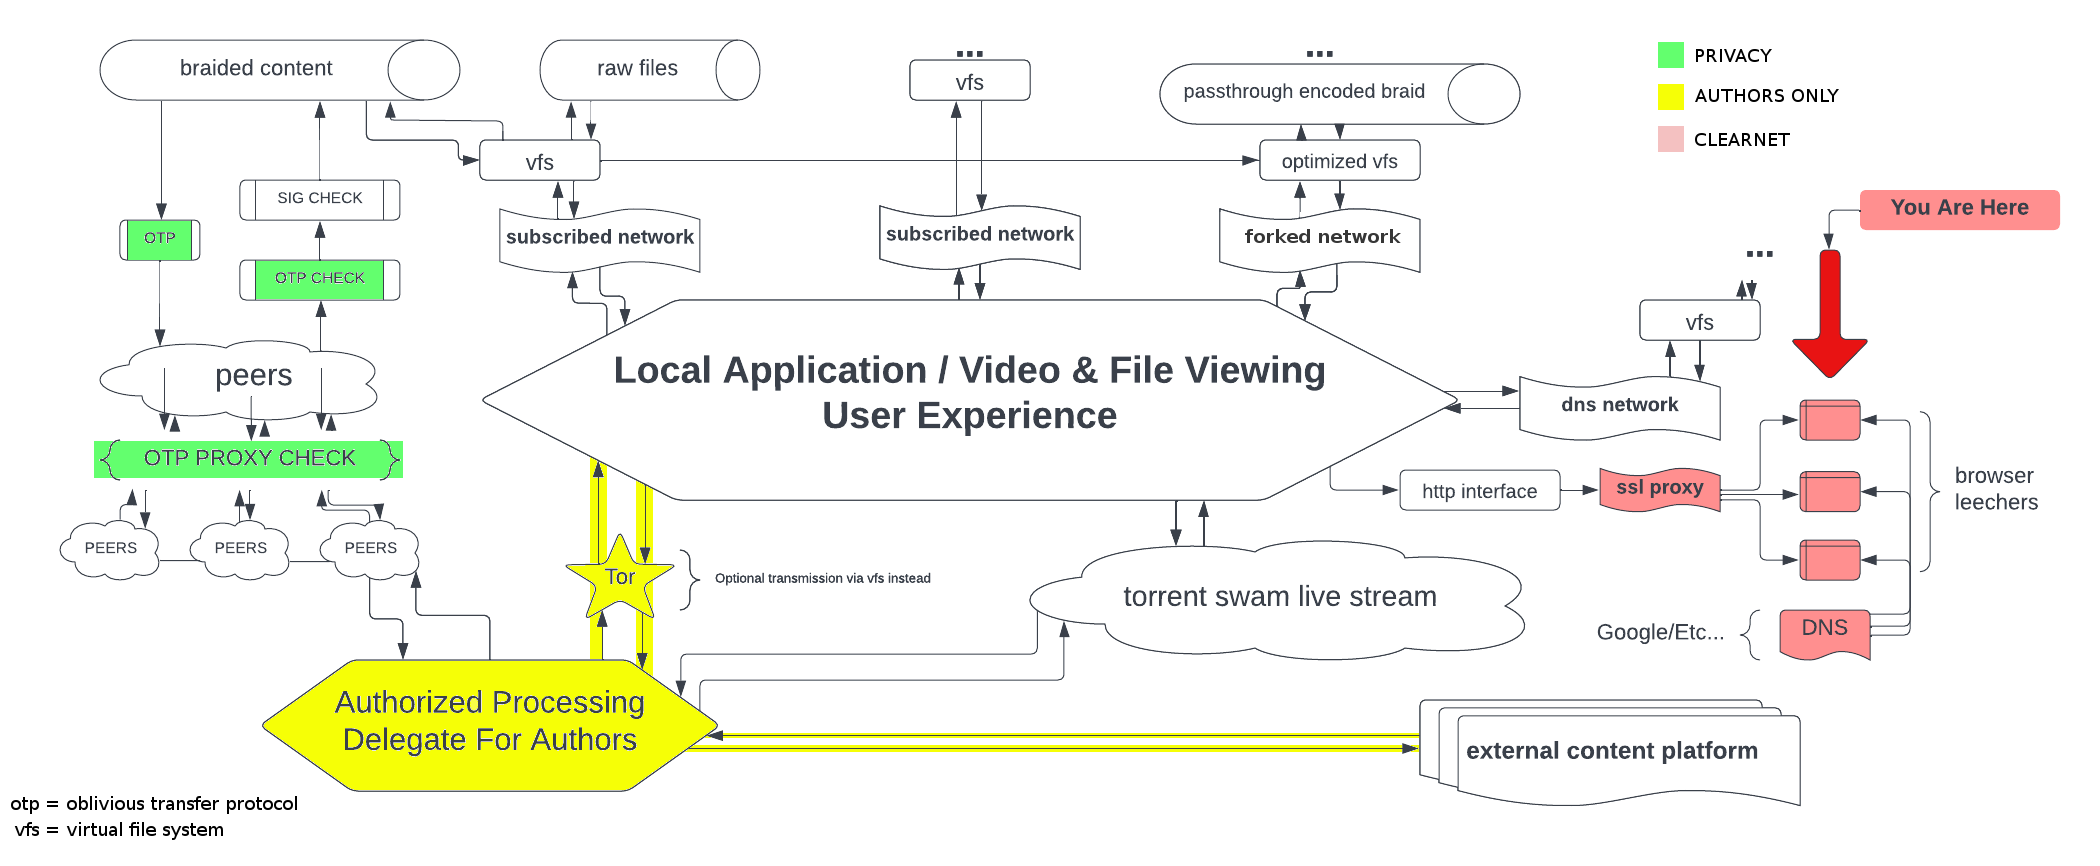 braided content
raw files
...
vfs
...
passthrough encoded braid
PRIVACY
AUTHORS ONLY
CLEARNET
vfs
optimized vfs
SIG CHECK
OTP
OTP CHECK
subscribed network
subscribed network
forked network
You Are Here
...
vfs
peers
Local Application / Video & File Viewing
User Experience
dns network
OTP PROXY CHECK
http interface
ssl proxy
browser
leechers
PEERS
PEERS
PEERS
Tor
Optional transmission via vfs instead
torrent swam live stream
Google/Etc...
DNS
Authorized Processing
Delegate For Authors
external content platform
otp = oblivious transfer protocol
vfs = virtual file system